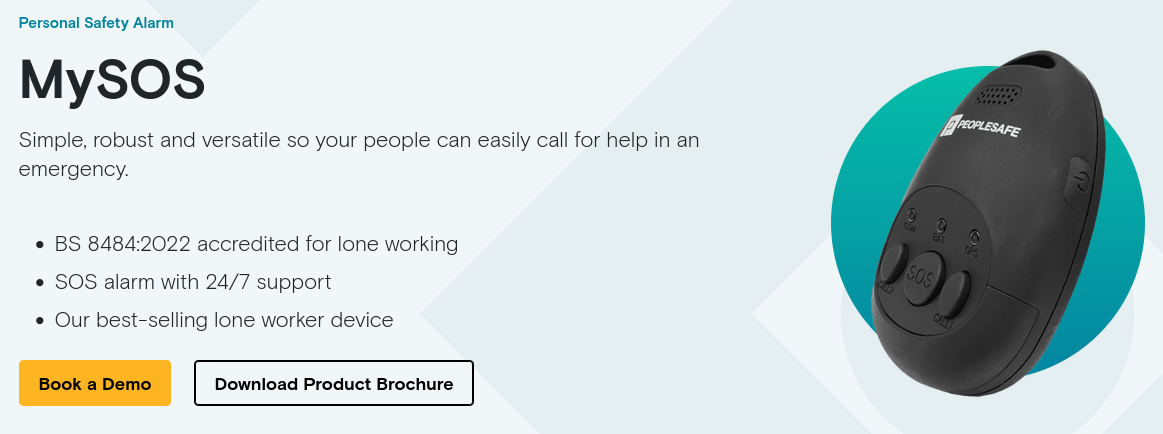 Personal Safety Alarm
MySOS
Simple, robust and versatile so your people can easily call for help in an
emergency.
BS 8484:2022 accredited for lone working
SOS alarm with 24/7 support
Our best-selling lone worker device
Book a Demo
Download Product Brochure
PEOPLESAFE
BAT
GPS
SOS
CALL1